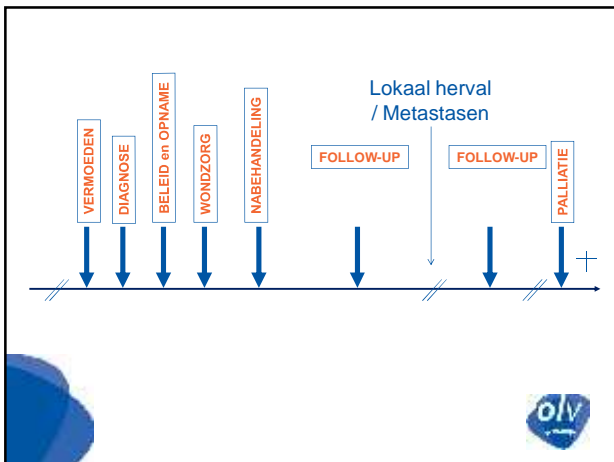 Lokaal herval
/ Metastasen
VERMOEDEN
DIAGNOSE
BELEID en OPNAME
WONDZORG
NABEHANDELING
FOLLOW-UP
FOLLOW-UP
PALLIATIE
olv